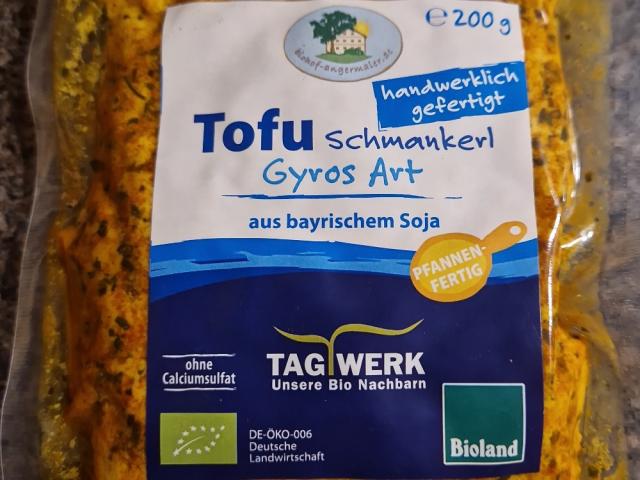 biohof-angermaier.de
℮ 200 g
handwerklich
gefertigt
Tofu Schmankerl
Gyros Art
aus bayrischem Soja
PFANNEN-
FERTIG
ohne
Calciumsulfat
TAGWERK
Unsere Bio Nachbarn
DE-ÖKO-006
Deutsche
Landwirtschaft
Bioland